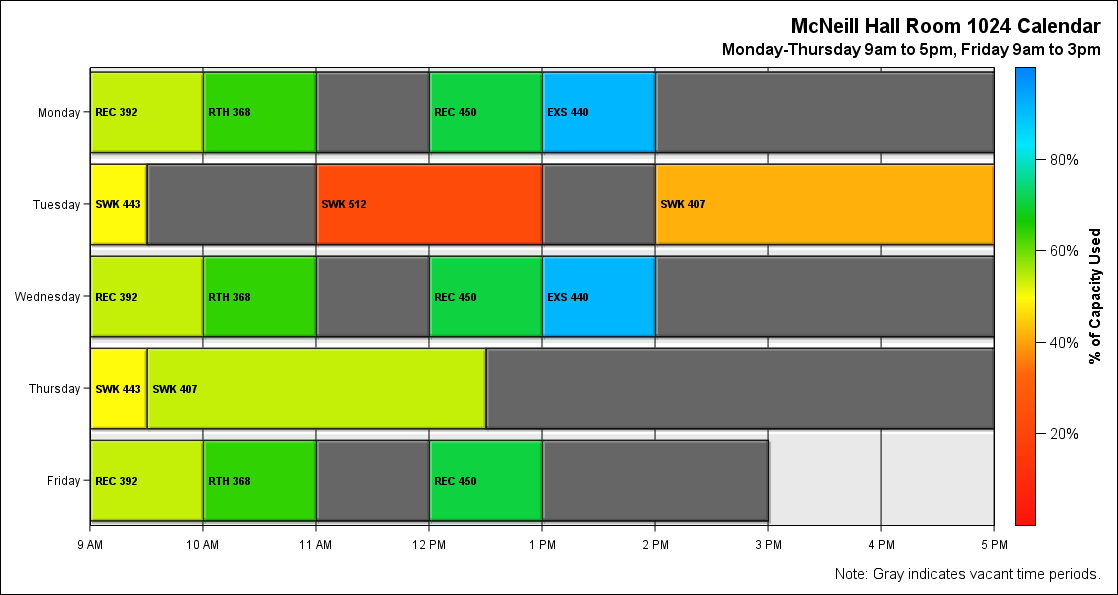 McNeill Hall Room 1024 Calendar
Monday-Thursday 9am to 5pm, Friday 9am to 3pm
Monday
REC 392
RTH 368
REC 450
EXS 440
Tuesday
SWK 443
SWK 512
SWK 407
Wednesday
REC 392
RTH 368
REC 450
EXS 440
Thursday
SWK 443
SWK 407
Friday
REC 392
RTH 368
REC 450
9 AM
10 AM
11 AM
12 PM
1 PM
2 PM
3 PM
4 PM
5 PM
80%
60%
40%
20%
% of Capacity Used
Note: Gray indicates vacant time periods.